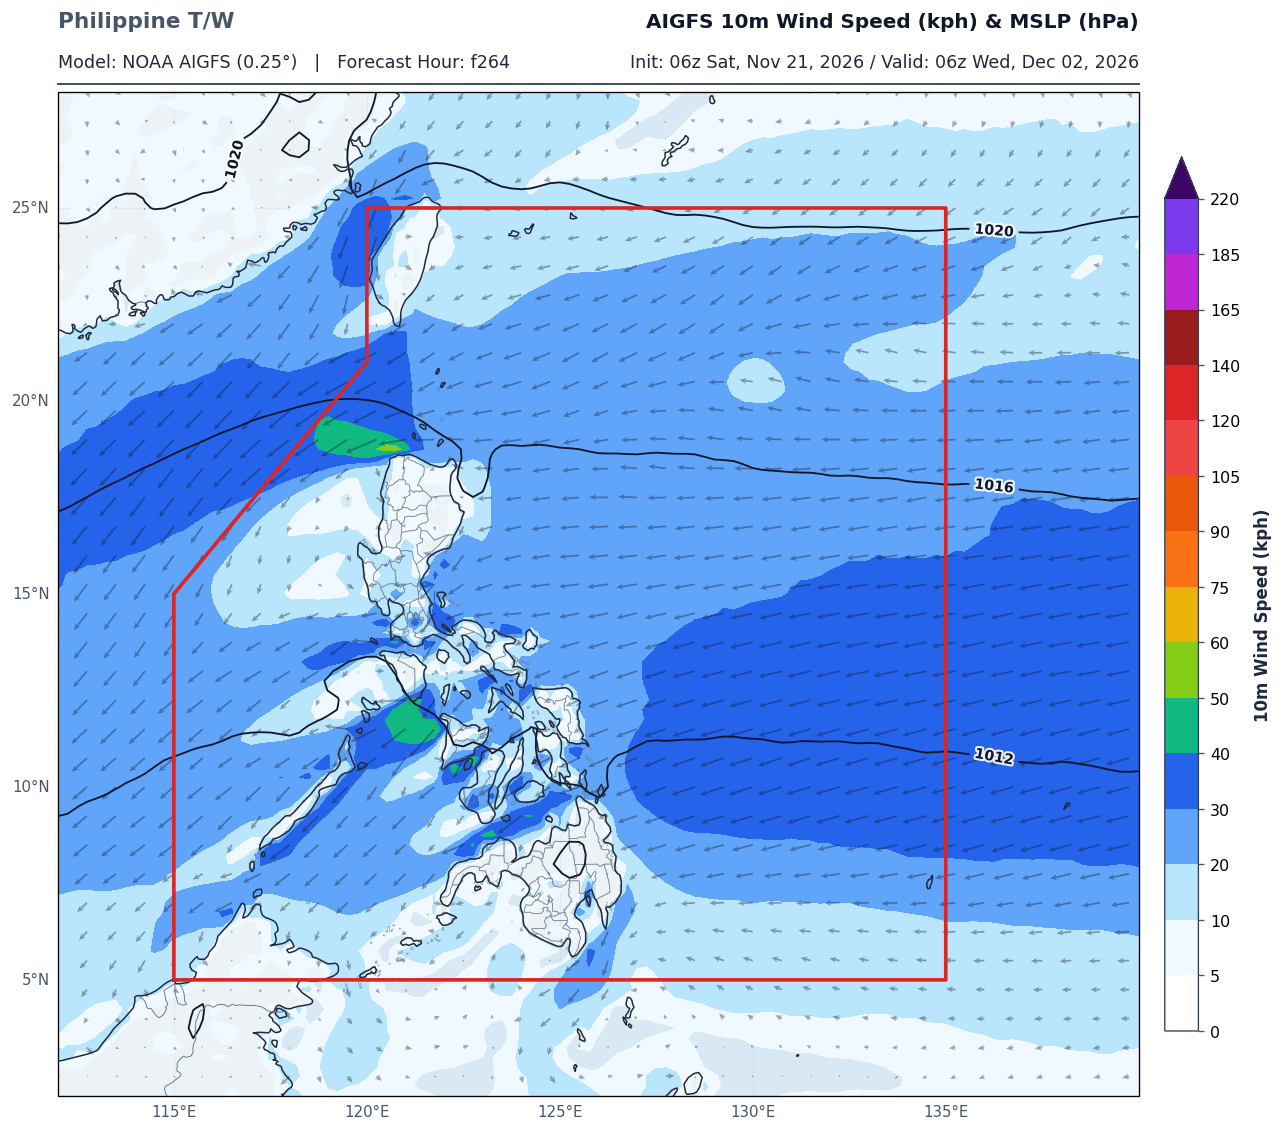 Philippine T/W
AIGFS 10m Wind Speed (kph) & MSLP (hPa)
Model: NOAA AIGFS (0.25°)   |   Forecast Hour: f264
Init: 06z Sat, Nov 21, 2026 / Valid: 06z Wed, Dec 02, 2026
1020
1020
1016
1012
25°N
20°N
15°N
10°N
5°N
115°E
120°E
125°E
130°E
135°E
220
185
165
140
120
105
90
75
60
50
40
30
20
10
5
0
10m Wind Speed (kph)